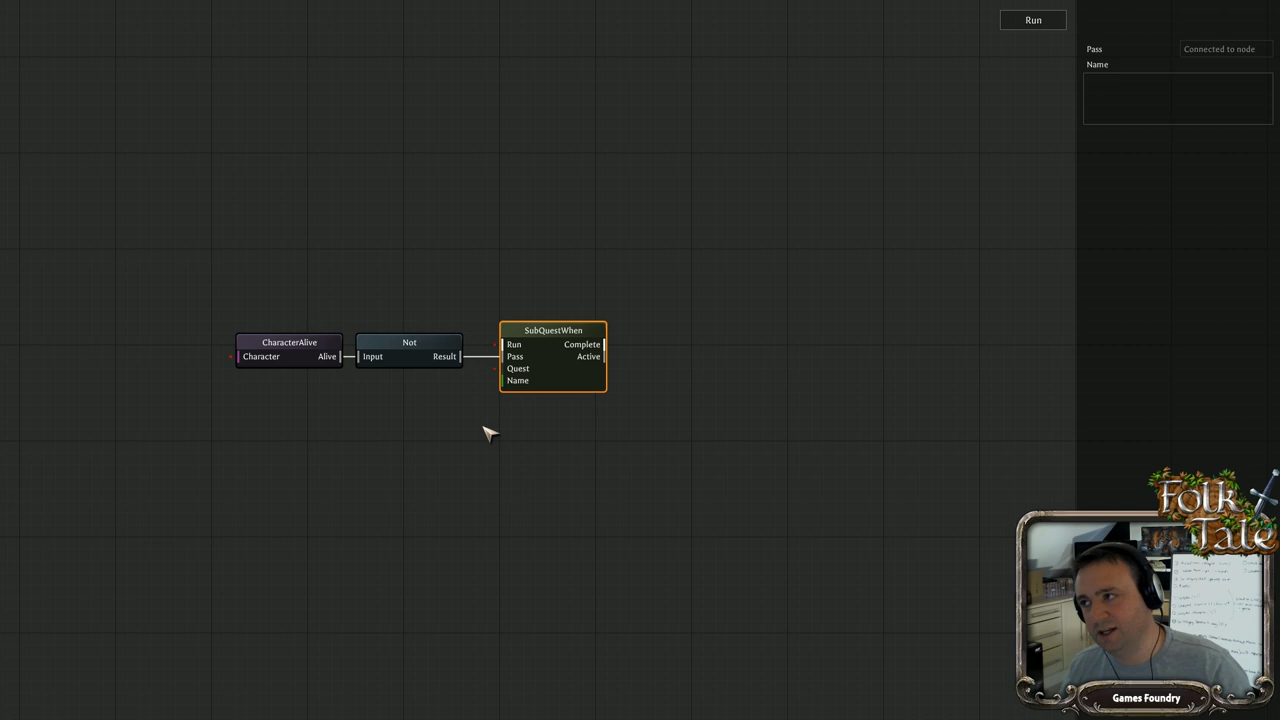 Run
Pass
Connected to node
Name
CharacterAlive
Character
Alive
Not
Input
Result
SubQuestWhen
Run
Complete
Pass
Active
Quest
Name
Folk
Tale
Games Foundry